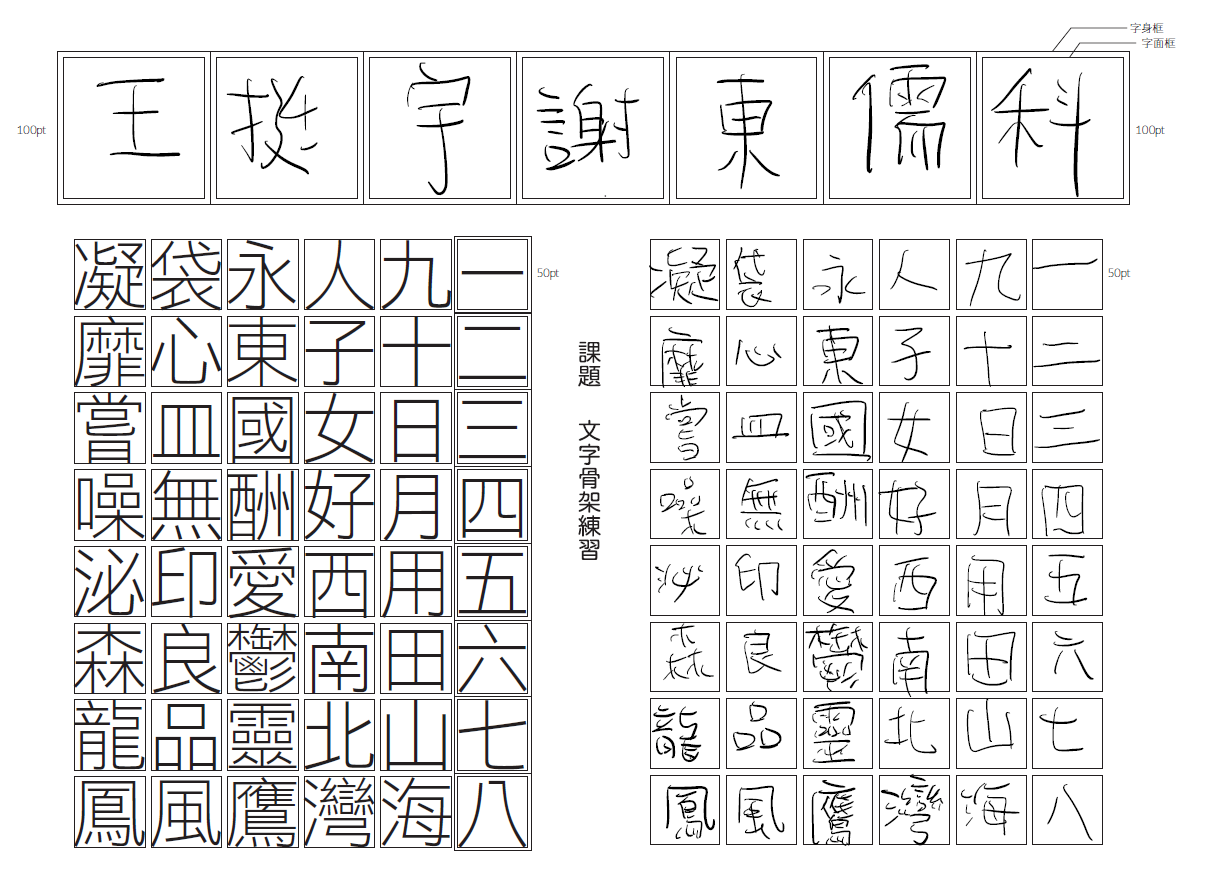 字身框
字面框
100pt
王 宇 謝 東 儒 科
100pt
50pt
一二三四五六七八
九十日月用田山海
人子女好西南北灣
永東國酬愛鬱靈鷹
袋心皿無印良品風
凝靡嘗噪泌森龍鳳
課題 文字骨架練習
50pt
一二三四五六七八
九十日月用田山海
人子女好西南北灣
永東國酬愛鬱靈鷹
袋心皿無印良品風
凝靡嘗噪泌森龍鳳